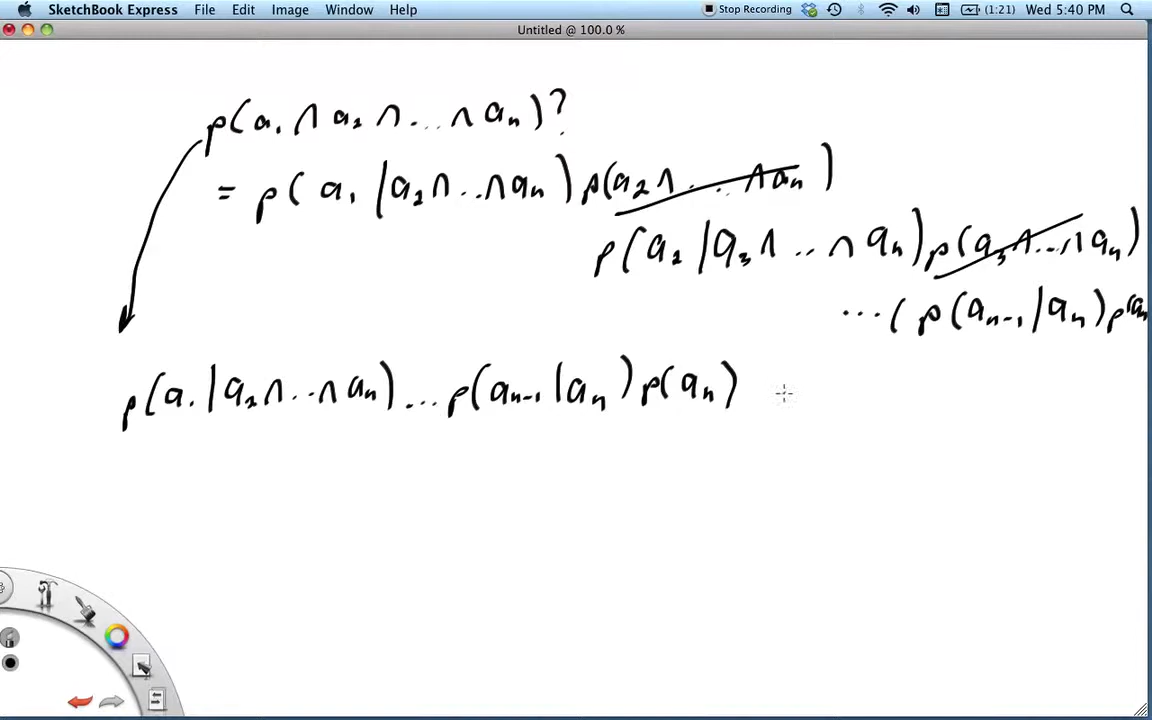 SketchBook Express File Edit Image Window Help Stop Recording (1:21) Wed 5:40 PM
Untitled @ 100.0 %
p(a₁ ∧ a₂ ∧ ... ∧ aₙ)?
= p(a₁ | a₂ ∧ .. ∧ aₙ) p(a₂ ∧ ... ∧ aₙ)
p(a₂ | a₃ ∧ .. ∧ aₙ) p(a₃ ∧ ... ∧ aₙ)
... ( p(aₙ₋₁ | aₙ) p(aₙ
p(a₁ | a₂ ∧ .. ∧ aₙ) ... p(aₙ₋₁ | aₙ) p(aₙ)